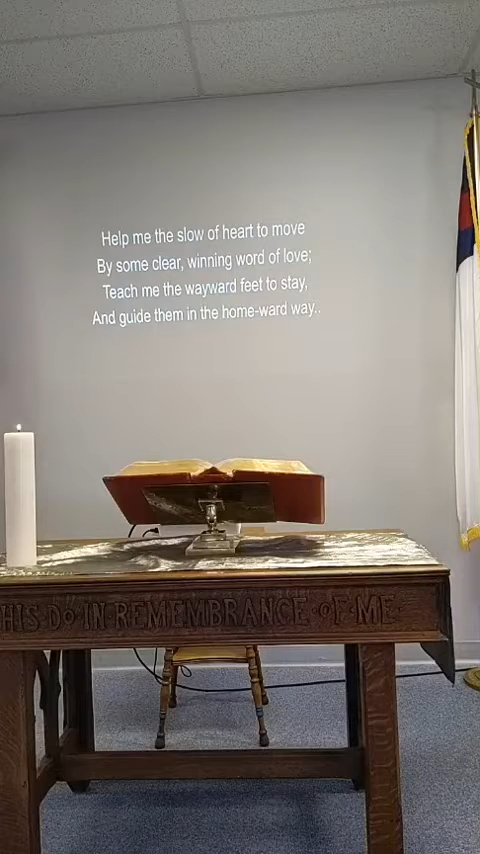 Help me the slow of heart to move
By some clear, winning word of love;
Teach me the wayward feet to stay,
And guide them in the home-ward way..
HIS·DO·IN·REMEMBRANCE·OF·ME·